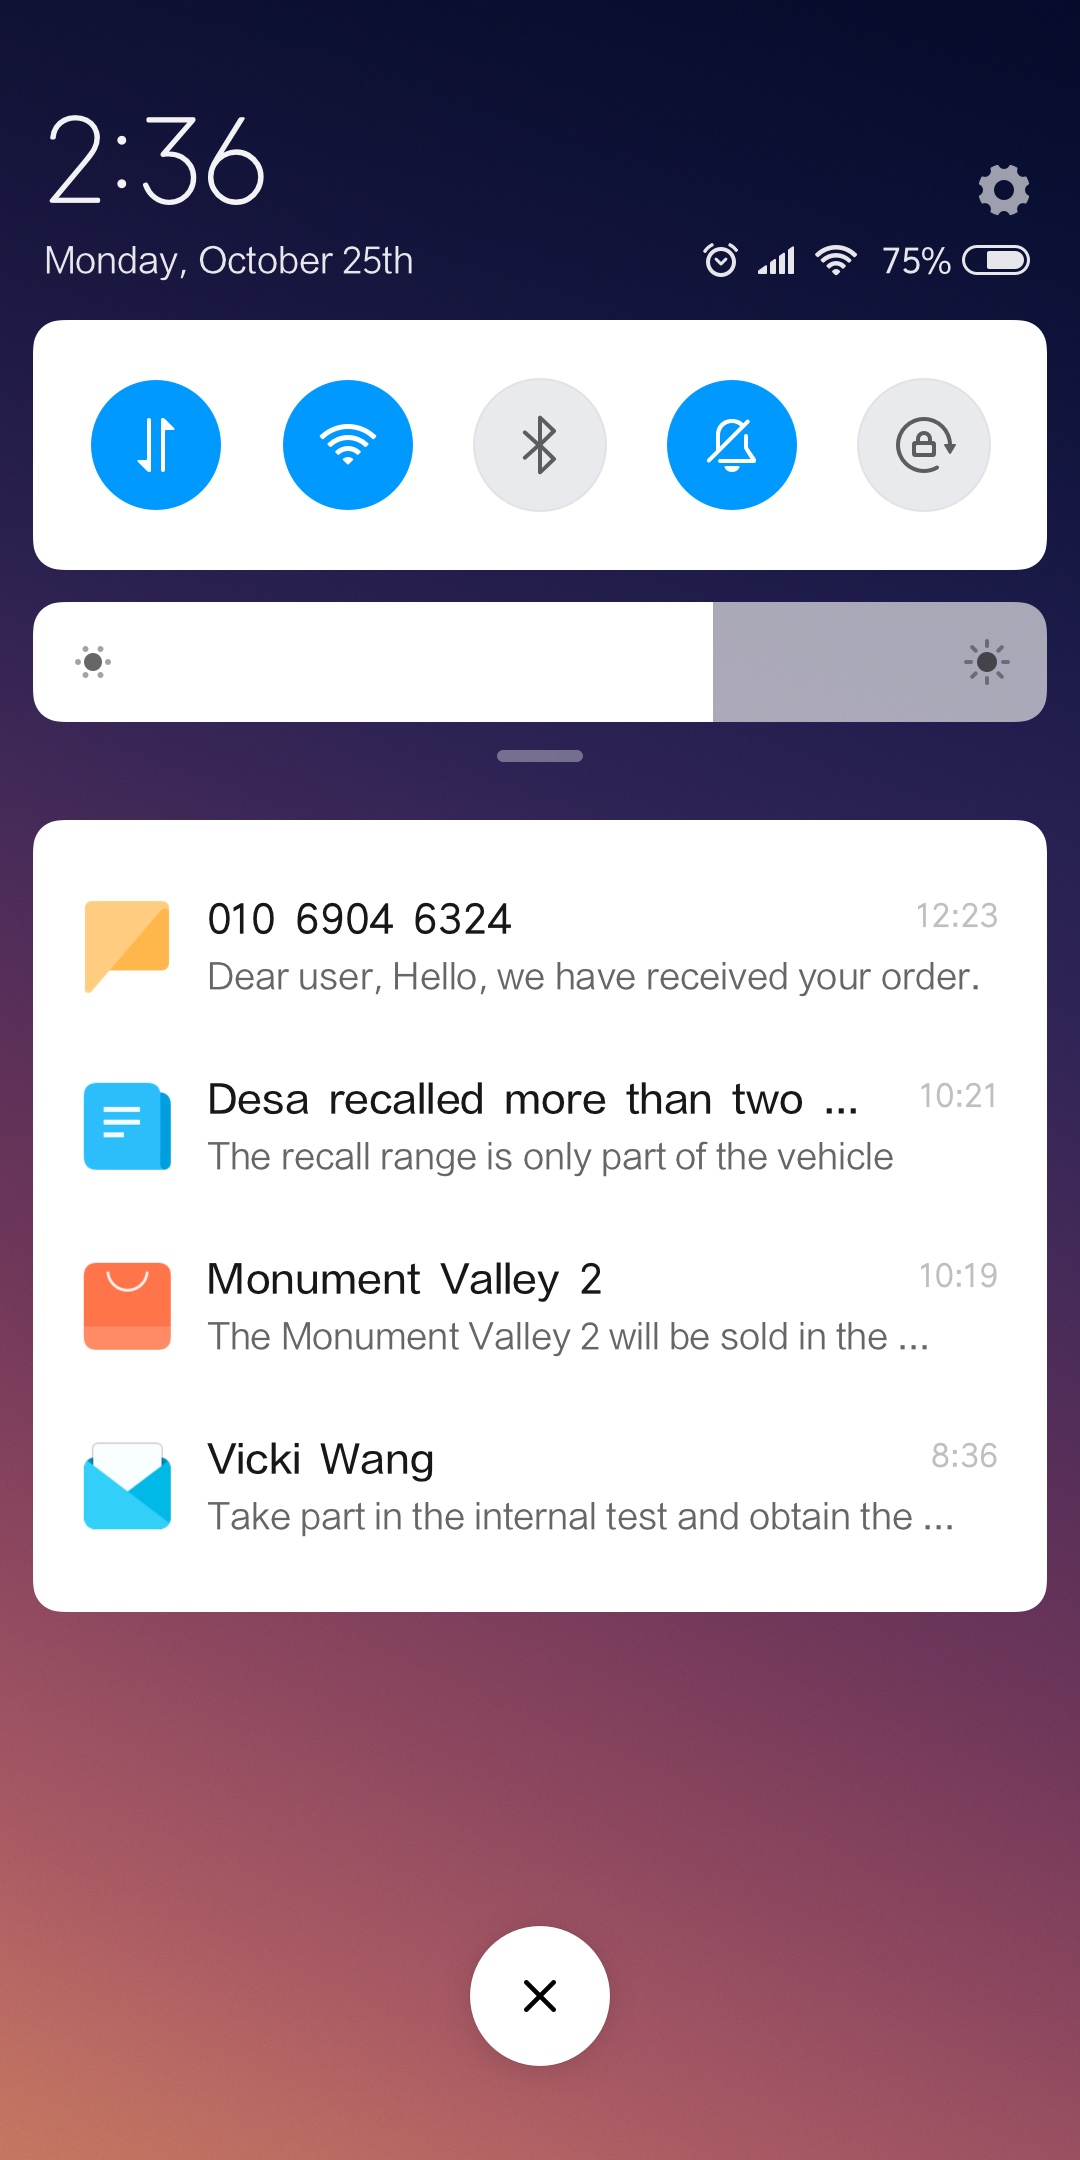 2:36
Monday, October 25th
75%
010 6904 6324
12:23
Dear user, Hello, we have received your order.
Desa recalled more than two ...
10:21
The recall range is only part of the vehicle
Monument Valley 2
10:19
The Monument Valley 2 will be sold in the ...
Vicki Wang
8:36
Take part in the internal test and obtain the ...